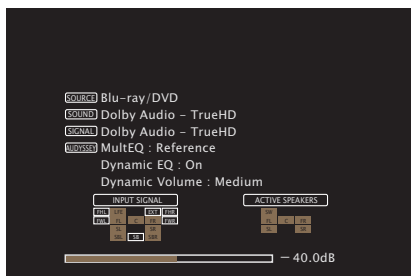 SOURCE Blu-ray/DVD
SOUND Dolby Audio – TrueHD
SIGNAL Dolby Audio – TrueHD
AUDYSSEY MultEQ : Reference
Dynamic EQ : On
Dynamic Volume : Medium
INPUT SIGNAL ACTIVE SPEAKERS
FHL LFE EXT FHR SW
FWL FL C FR FWR FL C FR
SL SR SL SR
SBL SB SBR
– 40.0dB